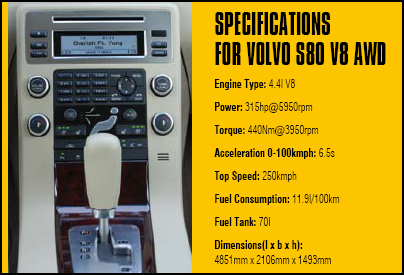 Cherish Ft. Yung
SPECIFICATIONS
FOR VOLVO S80 V8 AWD
Engine Type: 4.4l V8
Power: 315hp@5950rpm
Torque: 440Nm@3950rpm
Acceleration 0-100kmph: 6.5s
Top Speed: 250kmph
Fuel Consumption: 11.9l/100km
Fuel Tank: 70l
Dimensions(l x b x h):
4851mm x 2106mm x 1493mm